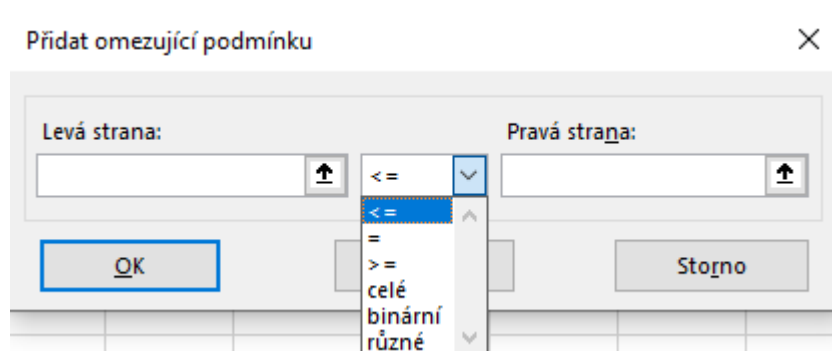 Přidat omezující podmínku
Levá strana:
Pravá strana:
<=
<=
=
>=
celé
binární
různé
OK
Storno